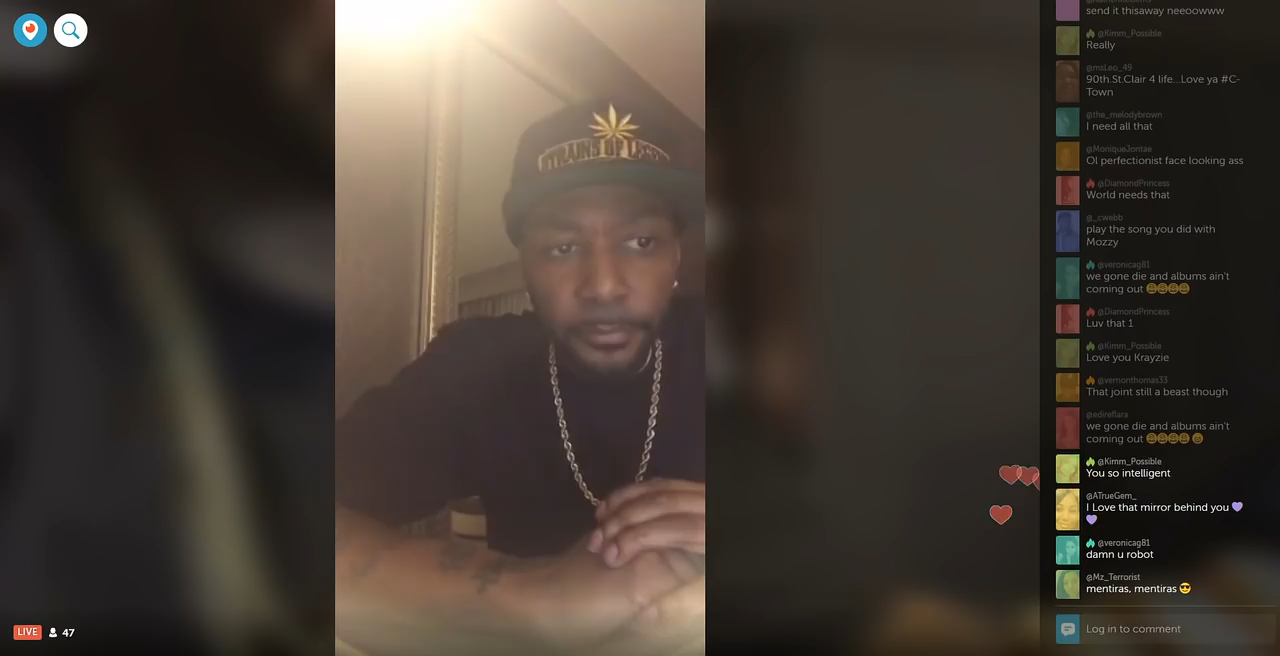 STRAINS OF
send it thisaway neeoowww
@Kimm_Possible
Really
@msLeo_49
90th.St.Clair 4 life...Love ya #C-
Town
@the_melodybrown
I need all that
@MoniqueJontae
Ol perfectionist face looking ass
@DiamondPrincess
World needs that
@_cwebb
play the song you did with
Mozzy
@veronicag81
we gone die and albums ain't
coming out 😩😩😩😩
@DiamondPrincess
Luv that 1
@Kimm_Possible
Love you Krayzie
@vernonthomas33
That joint still a beast though
@edireflara
we gone die and albums ain't
coming out 😩😩😩😩 😩
@Kimm_Possible
You so intelligent
@ATrueGem_
I Love that mirror behind you 💜
💜
@veronicag81
damn u robot
@Mz_Terrorist
mentiras, mentiras 😎
Log in to comment
LIVE 47